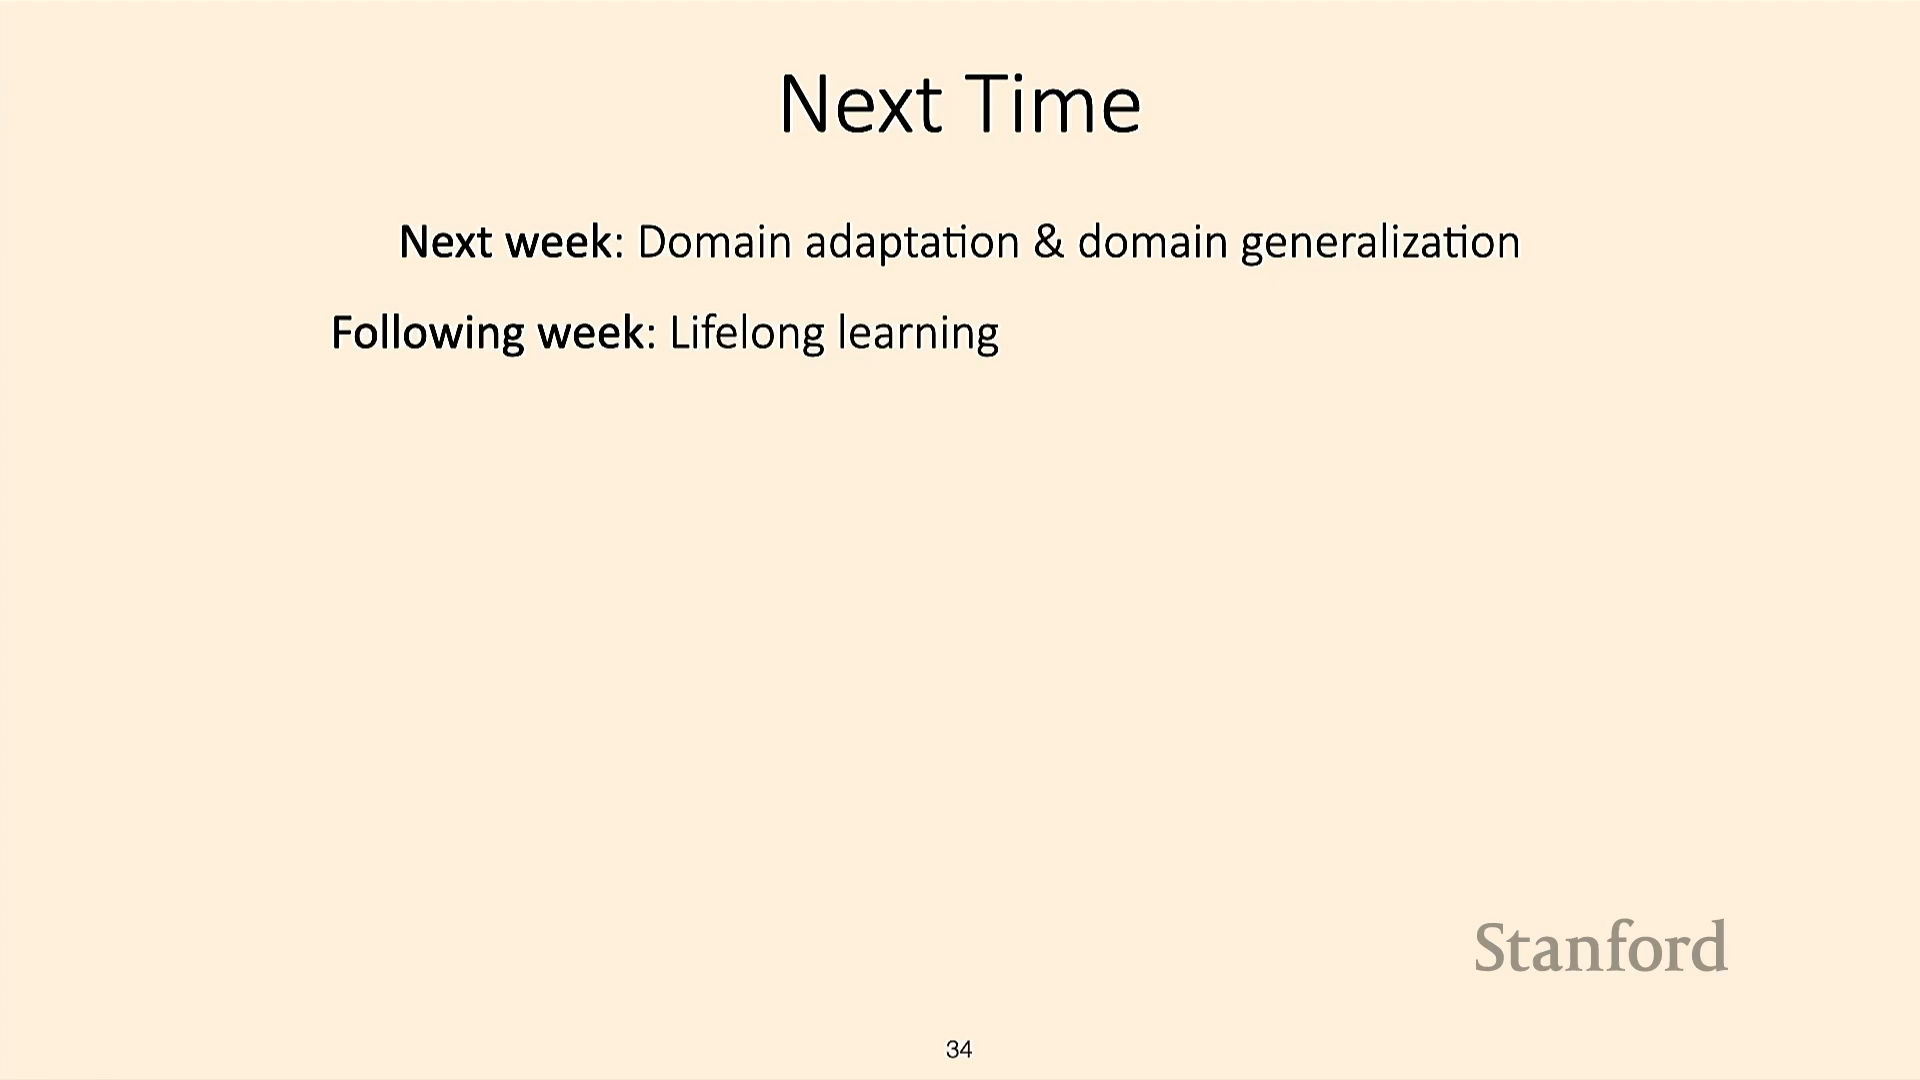 Next Time
Next week: Domain adaptation & domain generalization
Following week: Lifelong learning
Stanford
34